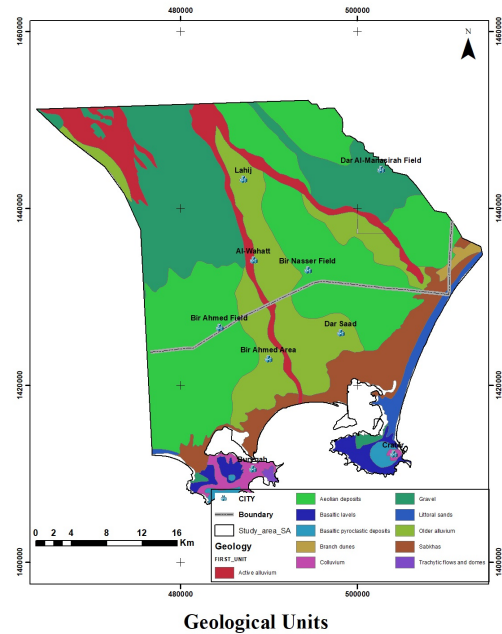 480000 500000
1460000 1460000
N
Dar Al-Manasirah Field
Lahij
1440000 1440000
Al-Wahatt
Bir Nasser Field
Bir Ahmed Field
Dar Saad
Bir Ahmed Area
1420000 1420000
Crater
CITY
Boundary
Study_area_SA
Geology
FIRST_UNIT
Active alluvium
Aeolian deposits
Basaltic lavels
Basaltic pyroclastic deposits
Branch dunes
Colluvium
Gravel
Littoral sands
Older alluvium
Sabkhas
Trachytic flows and domes
0 2 4 8 12 16
Km
1400000 1400000
480000 500000
Geological Units